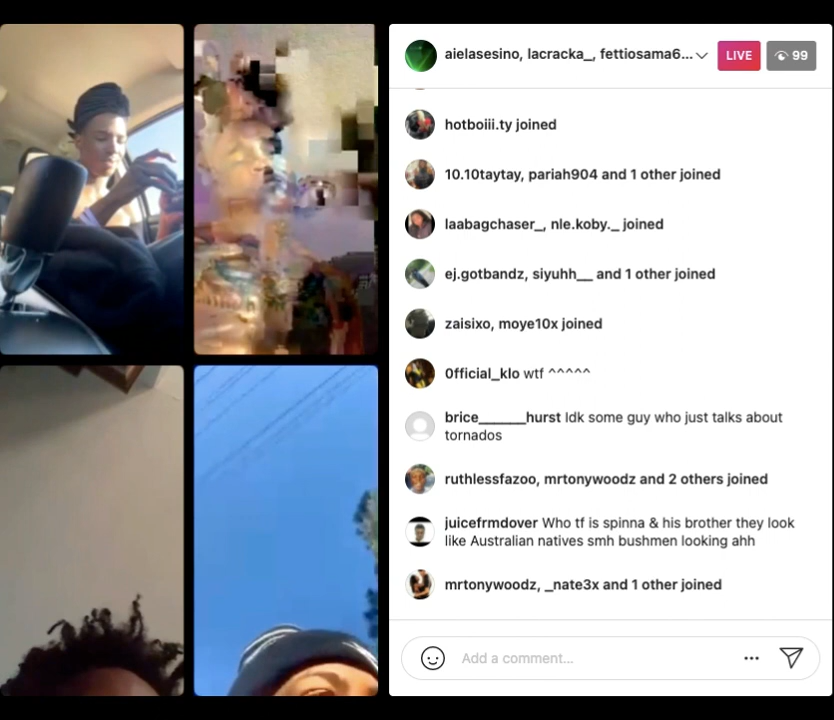 aielasesino, lacracka_, fettiosama6...
LIVE
99
hotboiii.ty joined
10.10taytay, pariah904 and 1 other joined
laabagchaser_, nle.koby._ joined
ej.gotbandz, siyuhh__ and 1 other joined
zaisixo, moye10x joined
0fficial_klo wtf ^^^^^
brice______hurst Idk some guy who just talks about
tornados
ruthlessfazoo, mrtonywoodz and 2 others joined
juicefrmdover Who tf is spinna & his brother they look
like Australian natives smh bushmen looking ahh
mrtonywoodz, _nate3x and 1 other joined
Add a comment...